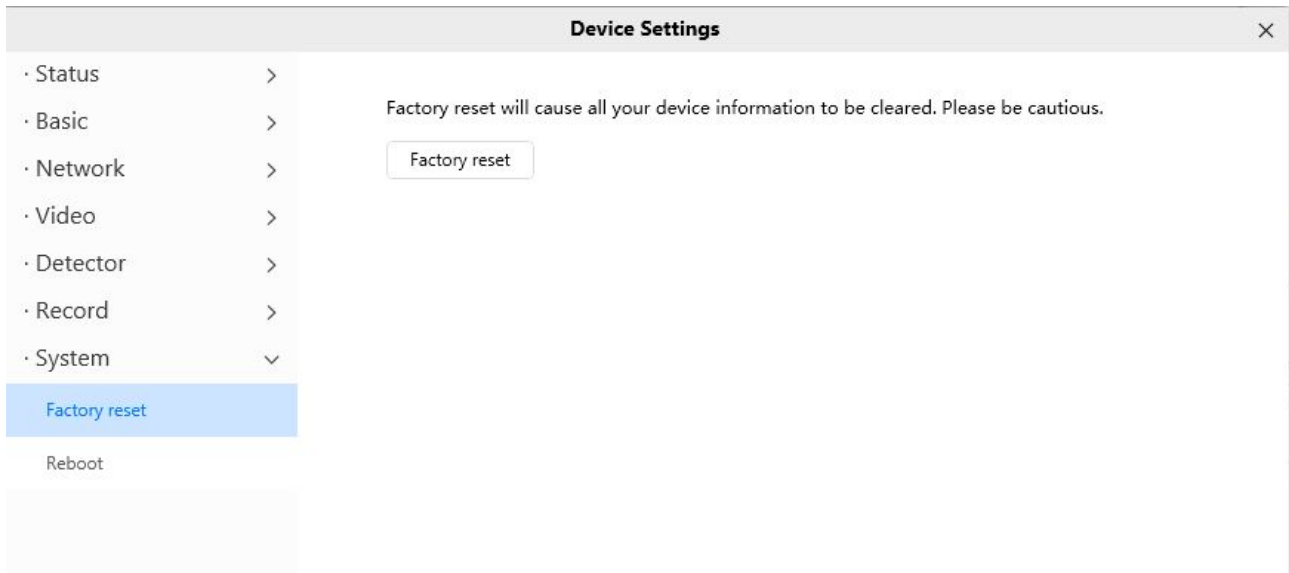 Device Settings
· Status
· Basic
· Network
· Video
· Detector
· Record
· System
Factory reset
Reboot
Factory reset will cause all your device information to be cleared. Please be cautious.
Factory reset